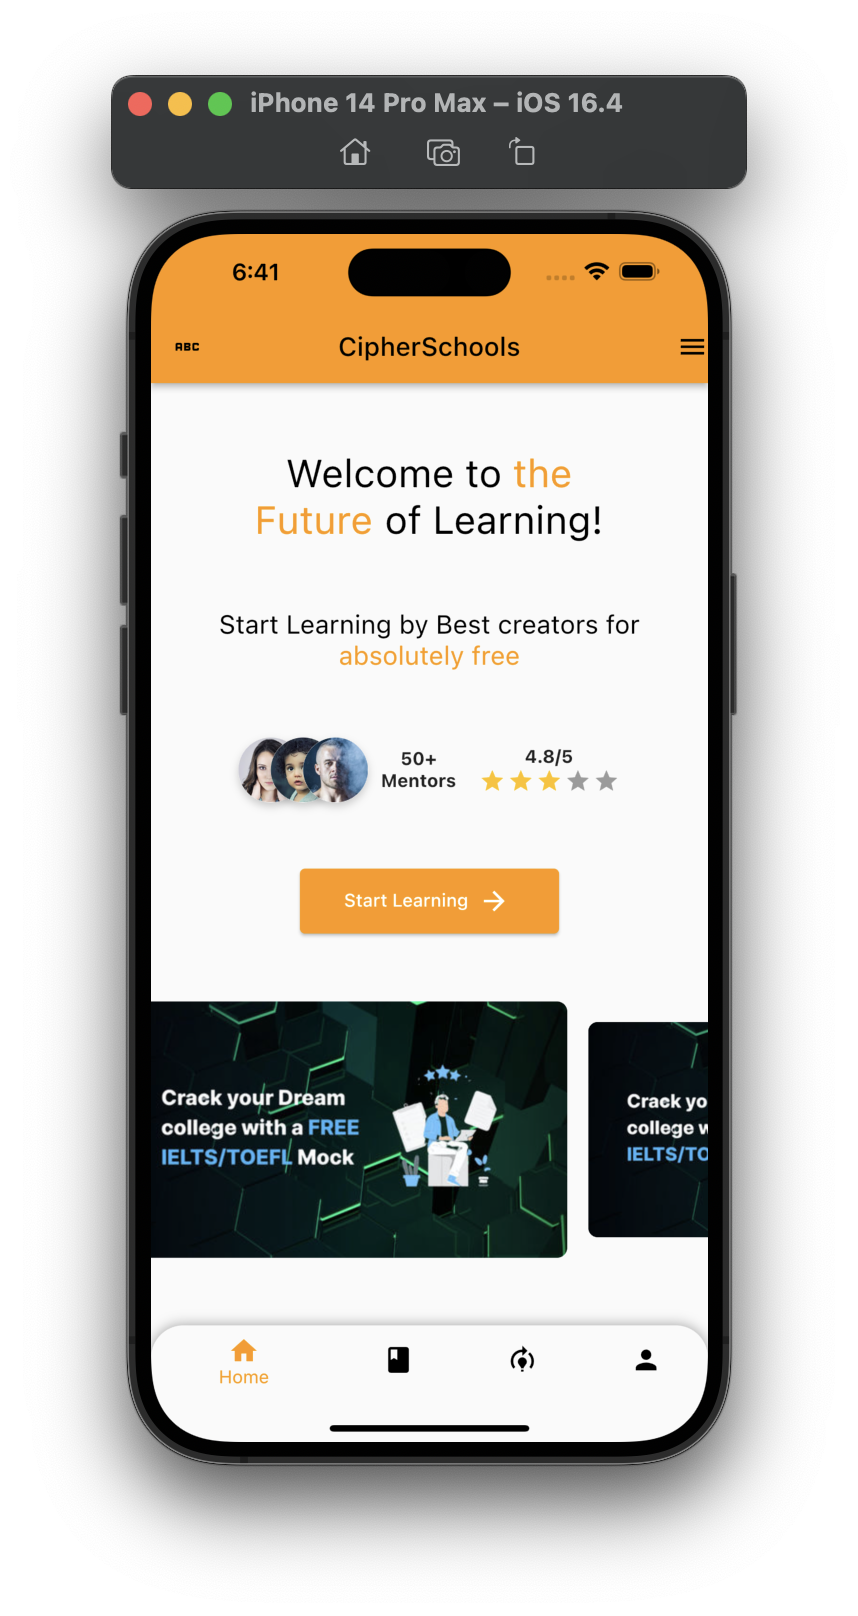 iPhone 14 Pro Max – iOS 16.4
6:41
ABC
CipherSchools
Welcome to the
Future of Learning!
Start Learning by Best creators for
absolutely free
50+
Mentors
4.8/5
Start Learning
Crack your Dream
college with a FREE
IELTS/TOEFL Mock
Crack yo
college w
IELTS/TO
Home